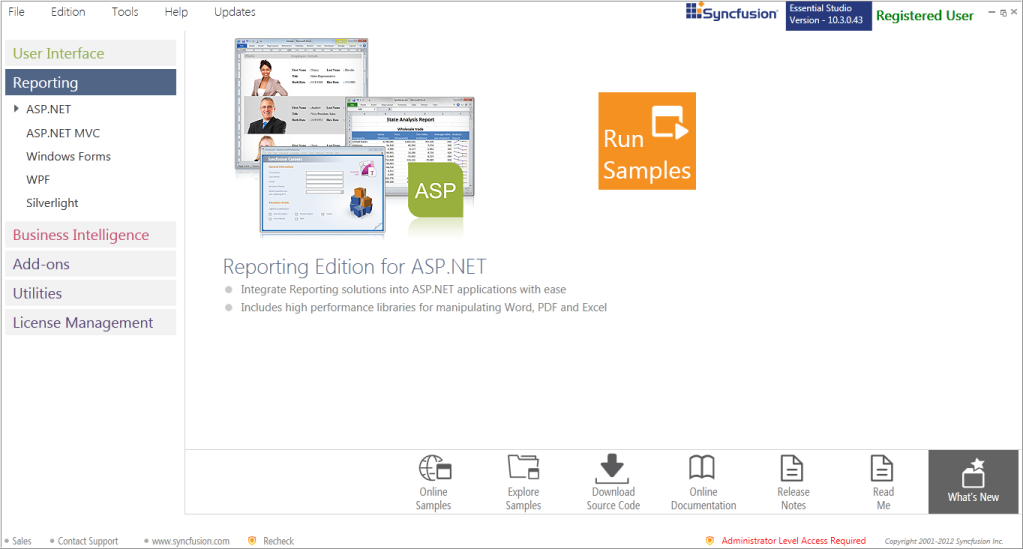 File Edition Tools Help Updates
Syncfusion
Essential Studio
Version - 10.3.0.43
Registered User
User Interface
Reporting
ASP.NET
ASP.NET MVC
Windows Forms
WPF
Silverlight
Business Intelligence
Add-ons
Utilities
License Management
State Analysis Report
Wholesale trade
Syncfusion Careers
ASP
Run
Samples
Reporting Edition for ASP.NET
Integrate Reporting solutions into ASP.NET applications with ease
Includes high performance libraries for manipulating Word, PDF and Excel
Online
Samples
Explore
Samples
Download
Source Code
Online
Documentation
Release
Notes
Read
Me
What's New
Sales Contact Support www.syncfusion.com Recheck
Administrator Level Access Required
Copyright 2001-2012 Syncfusion Inc.